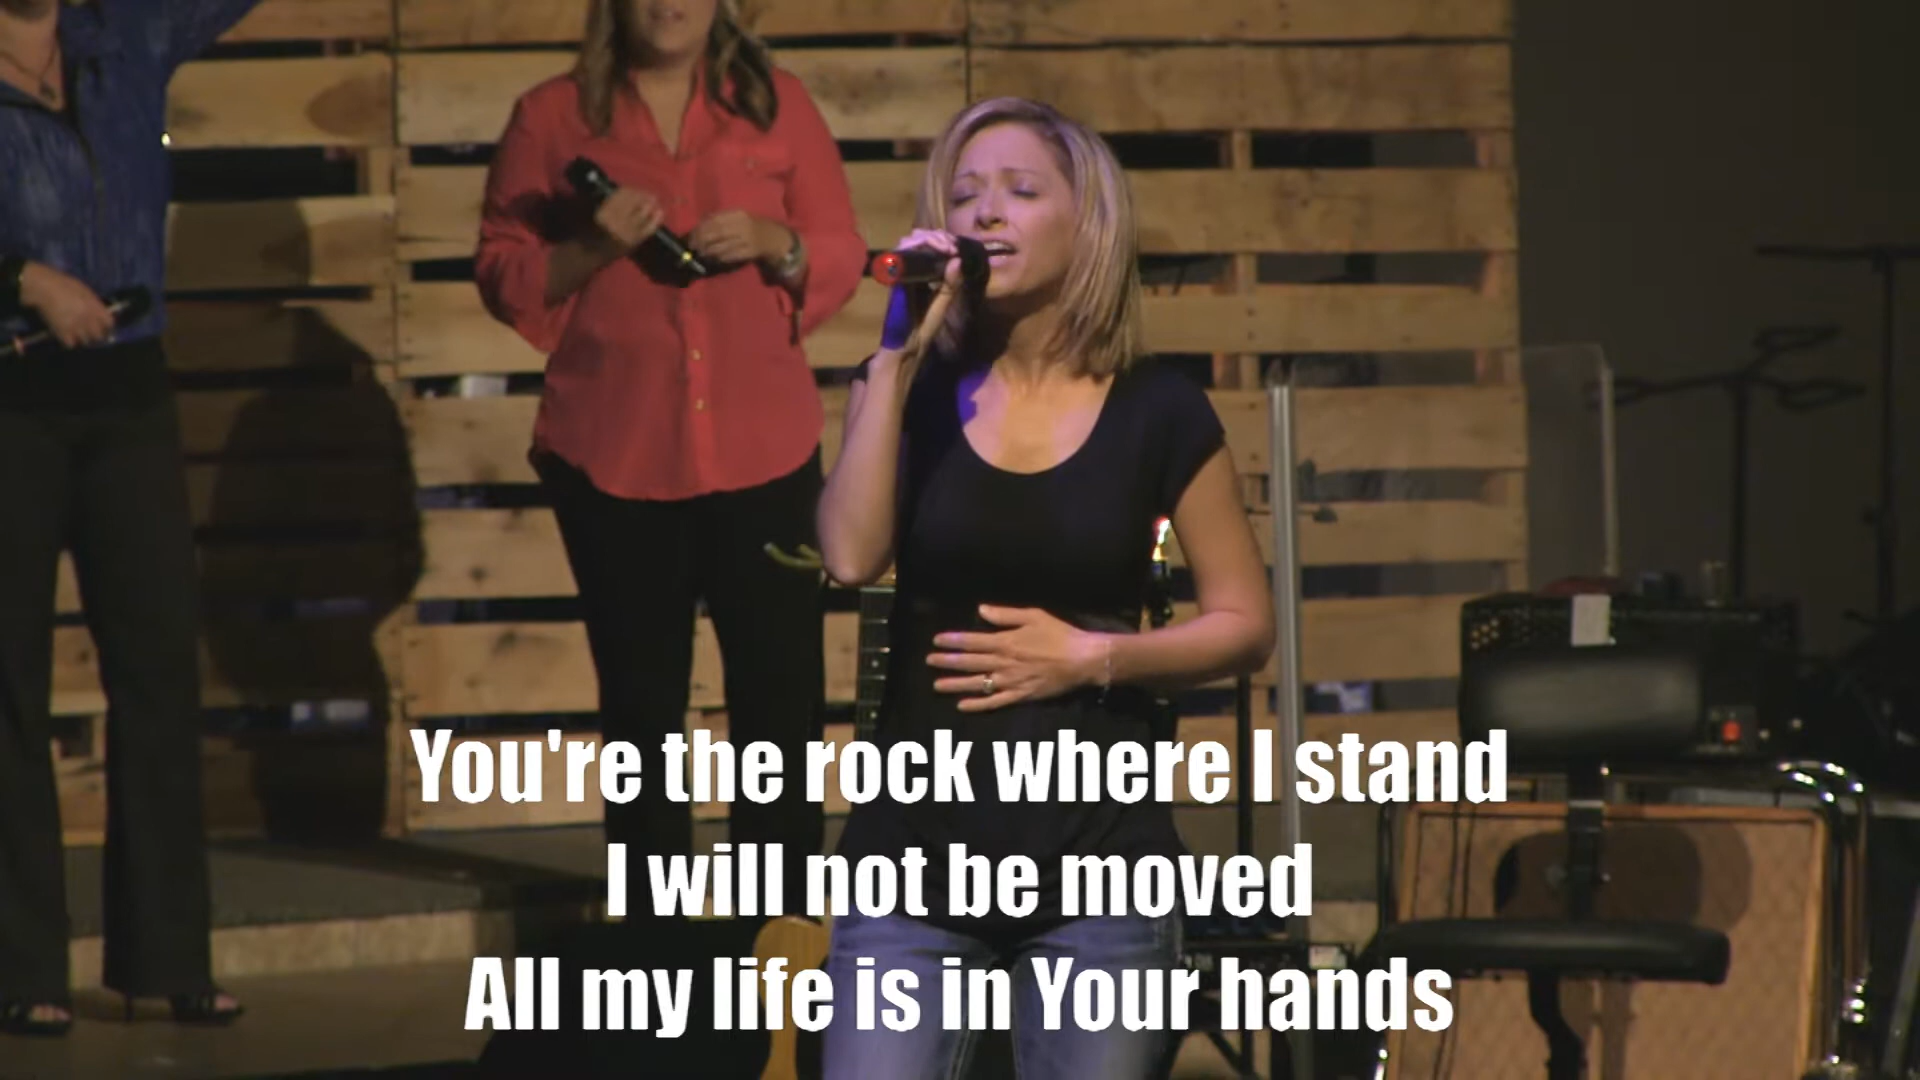 You're the rock where I stand
I will not be moved
All my life is in Your hands